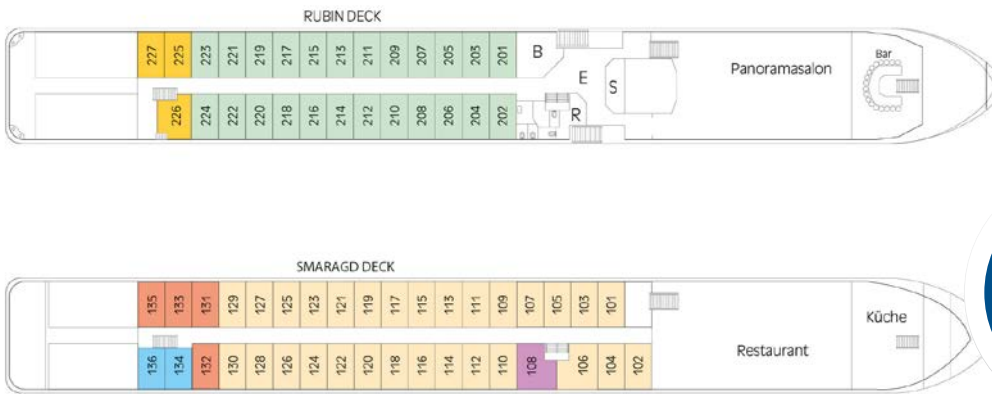 RUBIN DECK
227 225 223 221 219 217 215 213 211 209 207 205 203 201 B
E
S
Panoramasalon
Bar
226 224 222 220 218 216 214 212 210 208 206 204 202 R
SMARAGD DECK
135 133 131 129 127 125 123 121 119 117 115 113 111 109 107 105 103 101
Küche
Restaurant
136 134 132 130 128 126 124 122 120 118 116 114 112 110 108 106 104 102